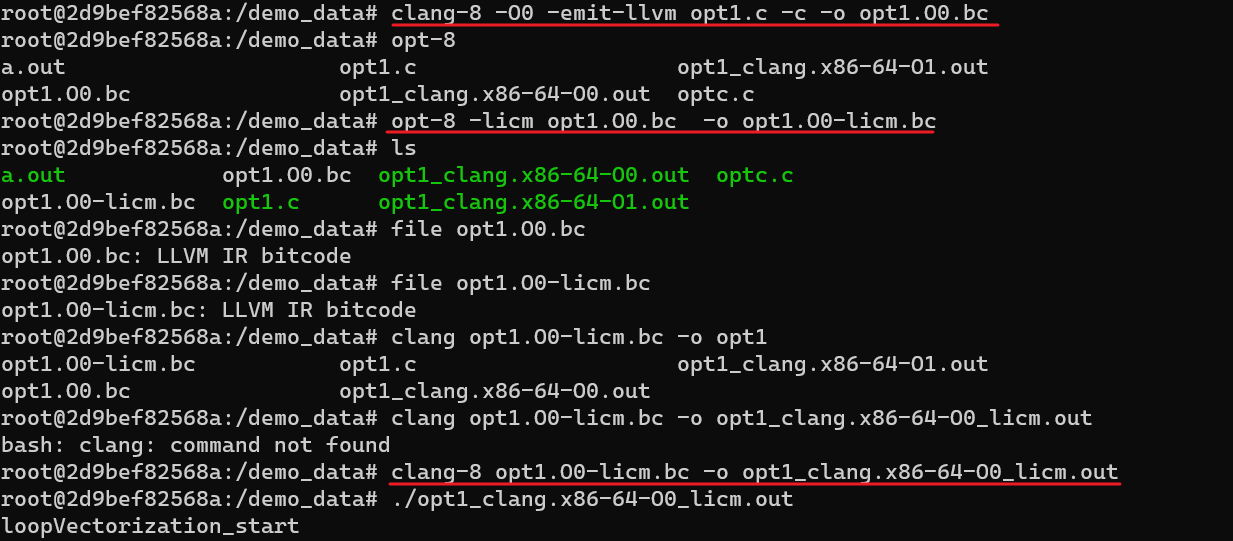 root@2d9bef82568a:/demo_data# clang-8 -O0 -emit-llvm opt1.c -c -o opt1.O0.bc
root@2d9bef82568a:/demo_data# opt-8
a.out opt1.c opt1_clang.x86-64-O1.out
opt1.O0.bc opt1_clang.x86-64-O0.out optc.c
root@2d9bef82568a:/demo_data# opt-8 -licm opt1.O0.bc  -o opt1.O0-licm.bc
root@2d9bef82568a:/demo_data# ls
a.out opt1.O0.bc opt1_clang.x86-64-O0.out optc.c
opt1.O0-licm.bc opt1.c opt1_clang.x86-64-O1.out
root@2d9bef82568a:/demo_data# file opt1.O0.bc
opt1.O0.bc: LLVM IR bitcode
root@2d9bef82568a:/demo_data# file opt1.O0-licm.bc
opt1.O0-licm.bc: LLVM IR bitcode
root@2d9bef82568a:/demo_data# clang opt1.O0-licm.bc -o opt1
opt1.O0-licm.bc opt1.c opt1_clang.x86-64-O1.out
opt1.O0.bc opt1_clang.x86-64-O0.out
root@2d9bef82568a:/demo_data# clang opt1.O0-licm.bc -o opt1_clang.x86-64-O0_licm.out
bash: clang: command not found
root@2d9bef82568a:/demo_data# clang-8 opt1.O0-licm.bc -o opt1_clang.x86-64-O0_licm.out
root@2d9bef82568a:/demo_data# ./opt1_clang.x86-64-O0_licm.out
loopVectorization_start